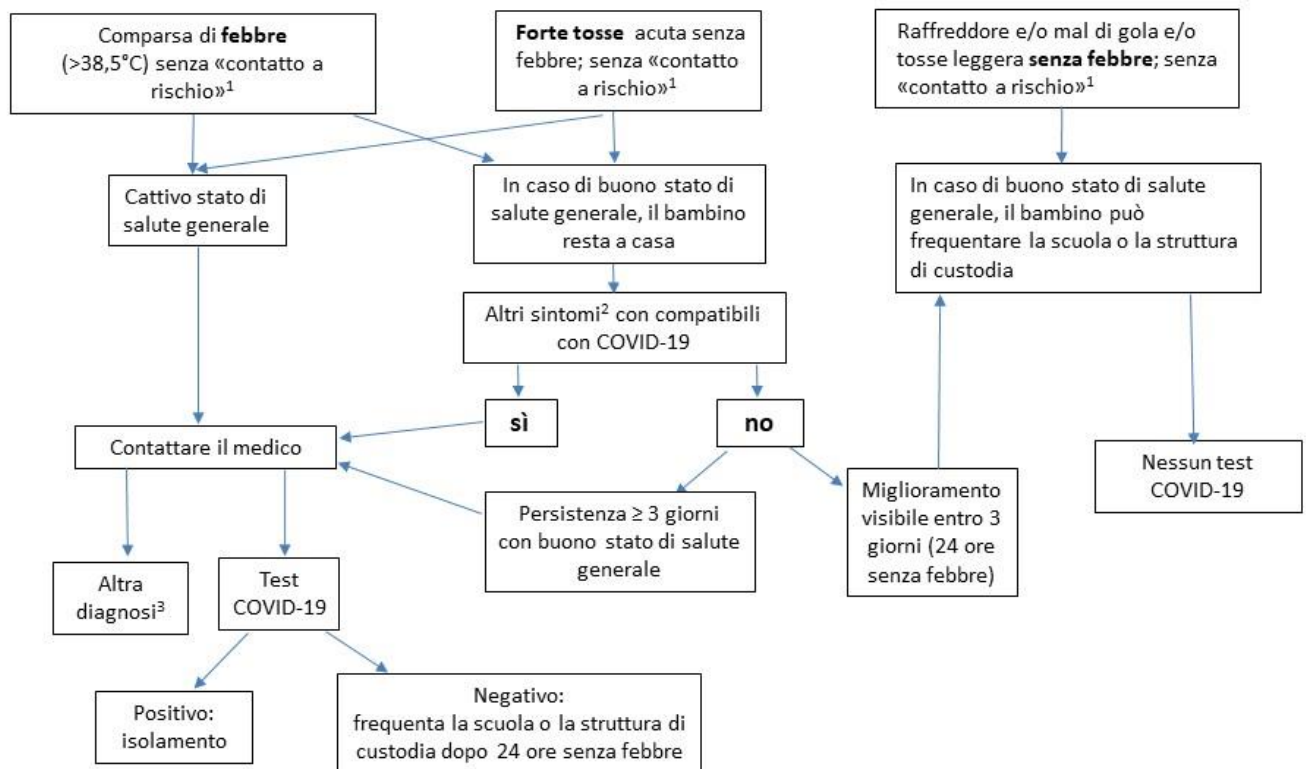 Comparsa di febbre
(>38,5°C) senza «contatto a
rischio»¹
Forte tosse acuta senza
febbre; senza «contatto
a rischio»¹
Raffreddore e/o mal di gola e/o
tosse leggera senza febbre; senza
«contatto a rischio»¹
Cattivo stato di
salute generale
In caso di buono stato di
salute generale, il bambino
resta a casa
In caso di buono stato di salute
generale, il bambino può
frequentare la scuola o la struttura
di custodia
Altri sintomi² con compatibili
con COVID-19
sì
no
Contattare il medico
Nessun test
COVID-19
Persistenza ≥ 3 giorni
con buono stato di salute
generale
Miglioramento
visibile entro 3
giorni (24 ore
senza febbre)
Altra
diagnosi³
Test
COVID-19
Positivo:
isolamento
Negativo:
frequenta la scuola o la struttura di
custodia dopo 24 ore senza febbre